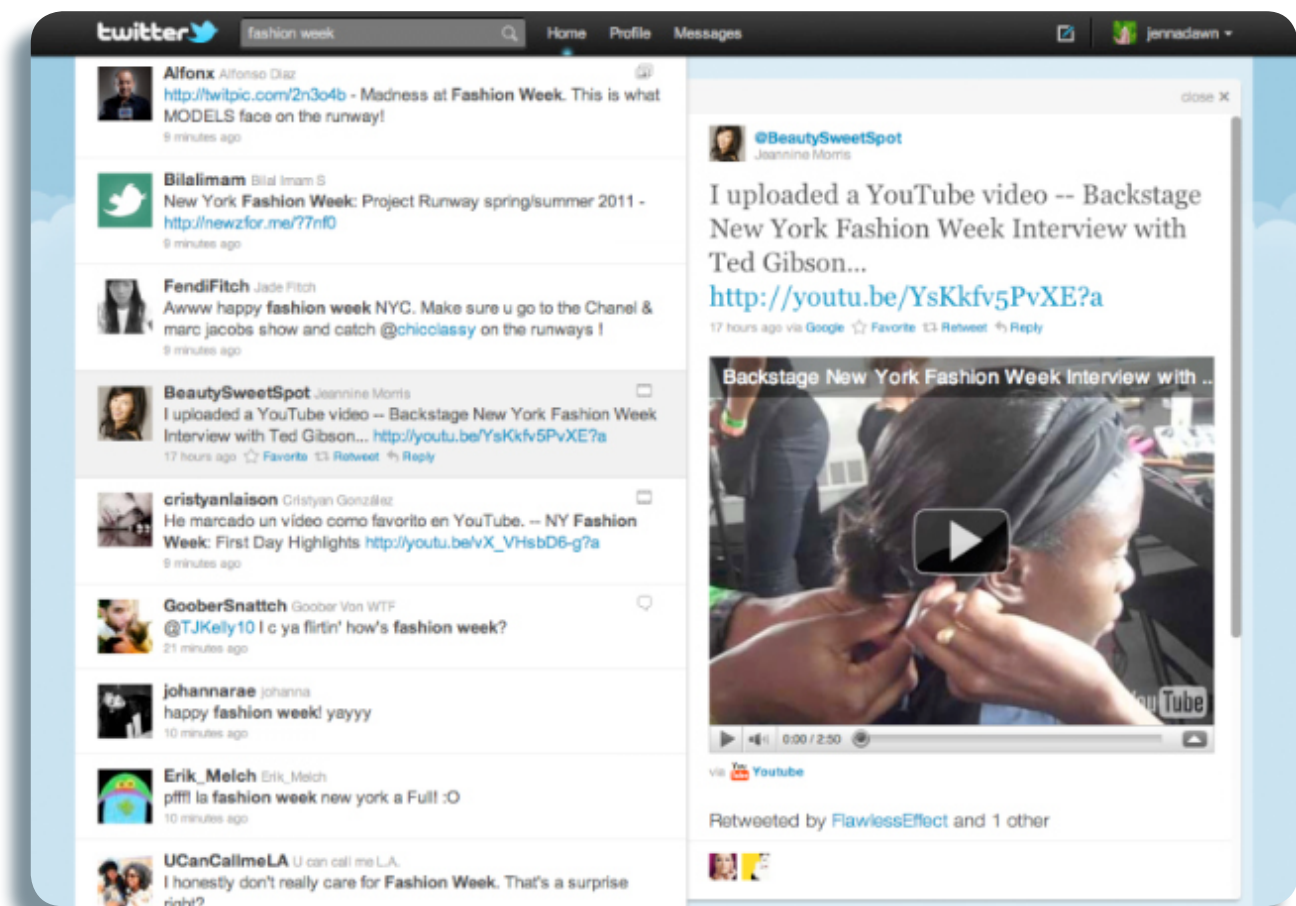 twitter
fashion week
Home Profile Messages
jennadawn
Alfonx Alfonso Diaz
http://twitpic.com/2n3o4b - Madness at Fashion Week. This is what
MODELS face on the runway!
9 minutes ago
Bilalimam Bilal Imam S
New York Fashion Week: Project Runway spring/summer 2011 -
http://newzfor.me/?7nf0
9 minutes ago
FendiFitch Jade Fitch
Awww happy fashion week NYC. Make sure u go to the Chanel &
marc jacobs show and catch @chicclassy on the runways !
9 minutes ago
BeautySweetSpot Jeannine Morris
I uploaded a YouTube video -- Backstage New York Fashion Week
Interview with Ted Gibson... http://youtu.be/YsKkfv5PvXE?a
17 hours ago Favorite Retweet Reply
cristyanlaison Cristyan González
He marcado un vídeo como favorito en YouTube. -- NY Fashion
Week: First Day Highlights http://youtu.be/vX_VHsbD6-g?a
9 minutes ago
GooberSnattch Goober Von WTF
@TJKelly10 I c ya flirtin' how's fashion week?
21 minutes ago
johannarae johanna
happy fashion week! yayyy
10 minutes ago
Erik_Melch Erik_Melch
pfff! la fashion week new york a Full! :O
10 minutes ago
UCanCallmeLA U can call me L.A.
I honestly don't really care for Fashion Week. That's a surprise
right?
close X
@BeautySweetSpot
Jeannine Morris
I uploaded a YouTube video -- Backstage
New York Fashion Week Interview with
Ted Gibson...
http://youtu.be/YsKkfv5PvXE?a
17 hours ago via Google Favorite Retweet Reply
Backstage New York Fashion Week Interview with ...
You Tube
0:00 / 2:50
via You Tube Youtube
Retweeted by FlawlessEffect and 1 other